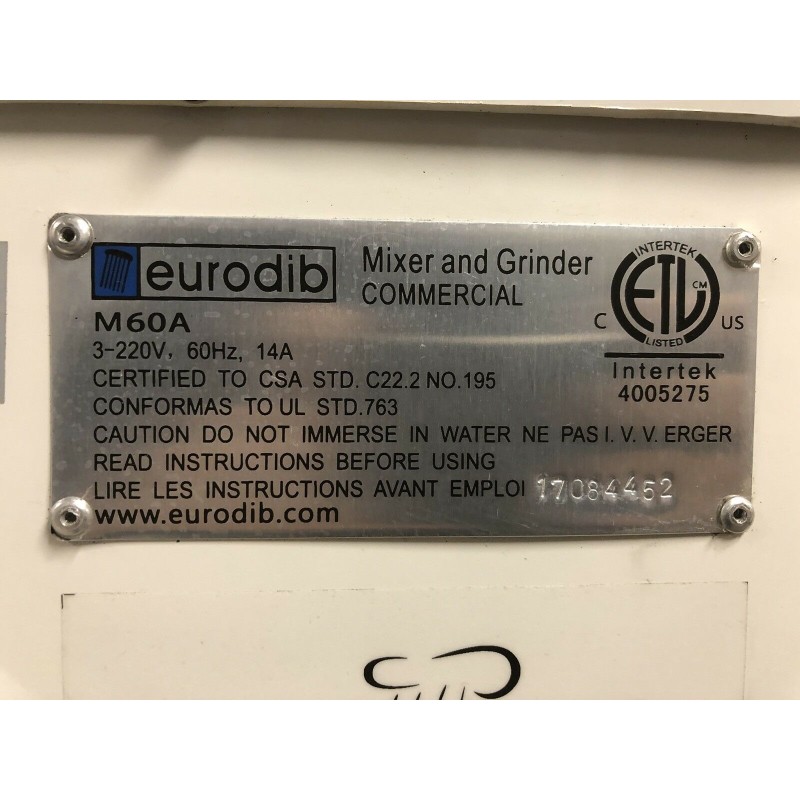 eurodib
Mixer and Grinder
COMMERCIAL
INTERTEK
ETL CM
LISTED
C US
Intertek
4005275
M60A
3-220V, 60Hz, 14A
CERTIFIED TO CSA STD. C22.2 NO.195
CONFORMAS TO UL STD.763
CAUTION DO NOT IMMERSE IN WATER NE PAS I. V. V. ERGER
READ INSTRUCTIONS BEFORE USING
LIRE LES INSTRUCTIONS AVANT EMPLOI 17084452
www.eurodib.com